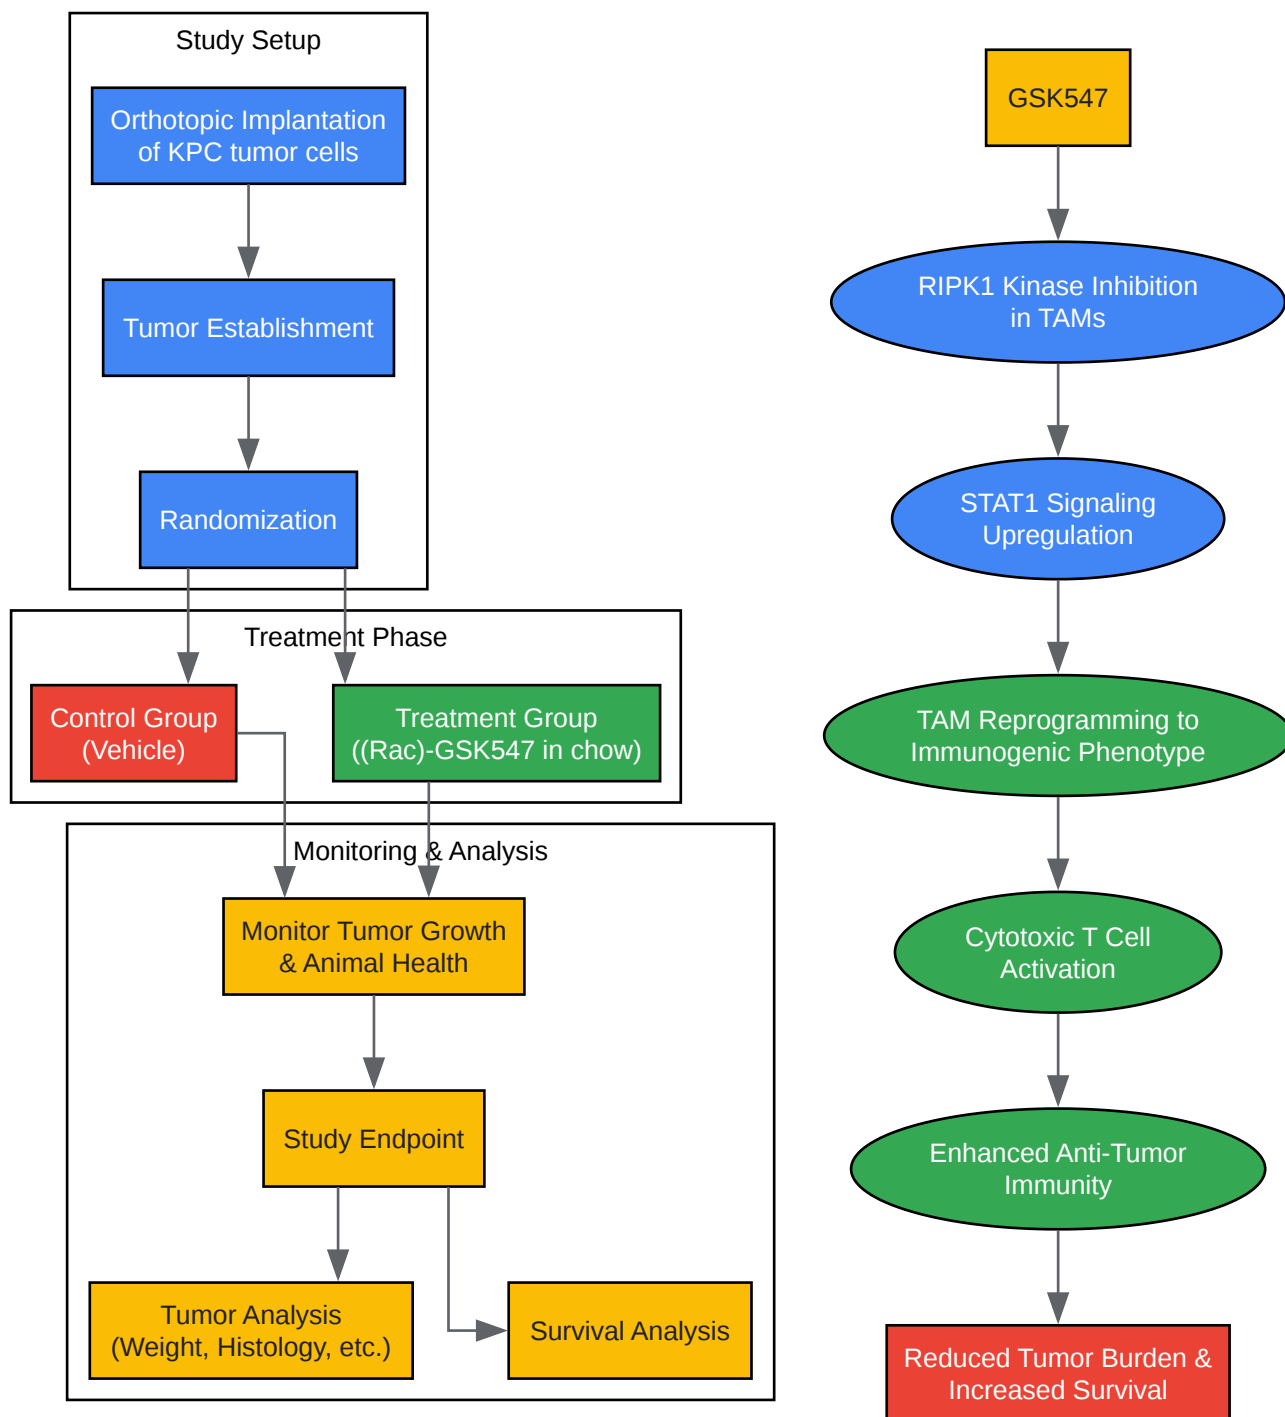 Study Setup
Orthotopic Implantation
of KPC tumor cells
Tumor Establishment
Randomization
Treatment Phase
Control Group
(Vehicle)
Treatment Group
((Rac)-GSK547 in chow)
Monitoring & Analysis
Monitor Tumor Growth
& Animal Health
Study Endpoint
Tumor Analysis
(Weight, Histology, etc.)
Survival Analysis
GSK547
RIPK1 Kinase Inhibition
in TAMs
STAT1 Signaling
Upregulation
TAM Reprogramming to
Immunogenic Phenotype
Cytotoxic T Cell
Activation
Enhanced Anti-Tumor
Immunity
Reduced Tumor Burden &
Increased Survival